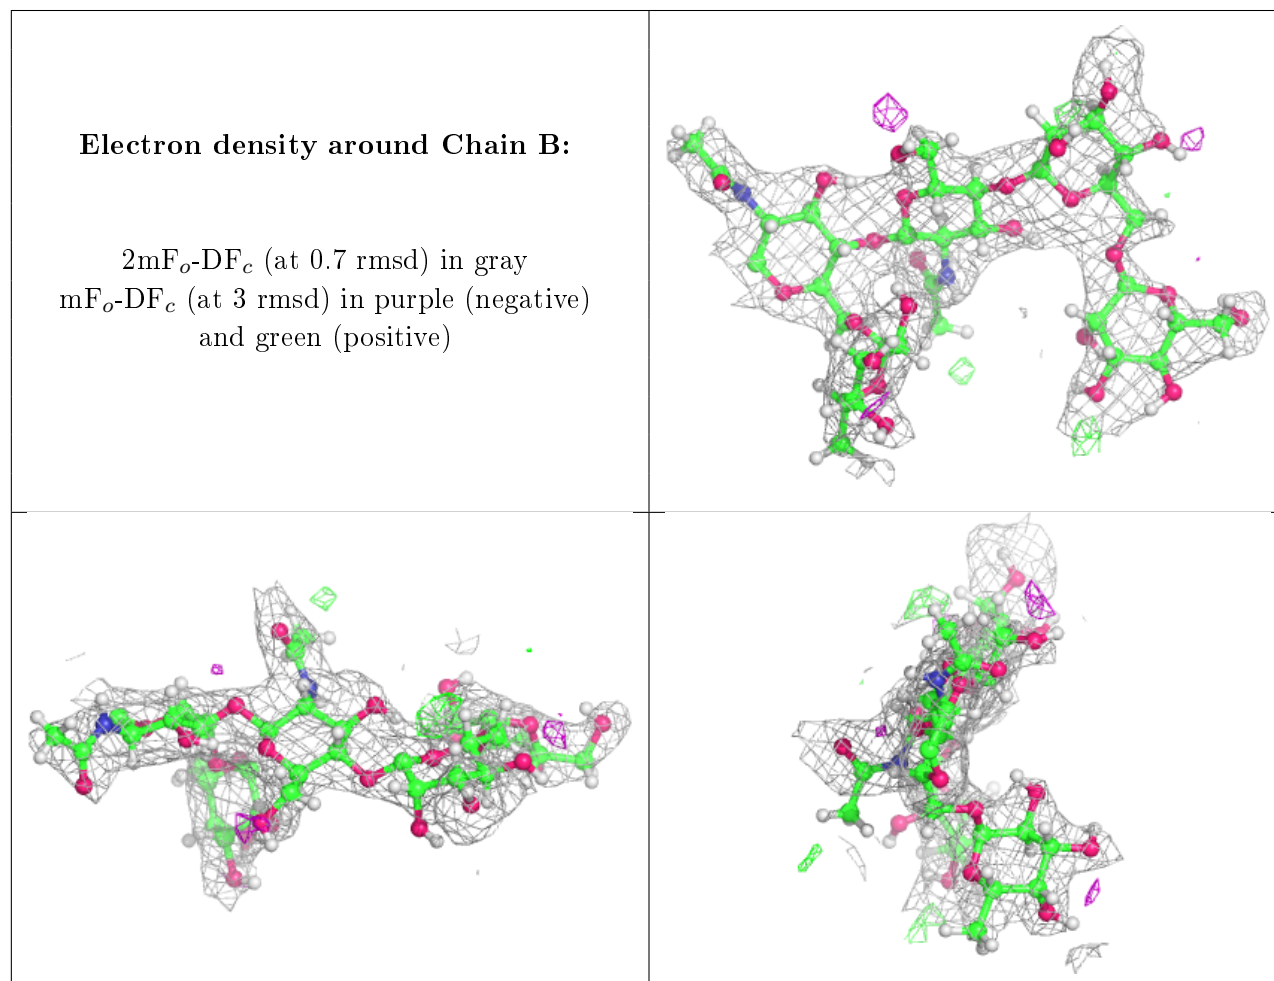 Electron density around Chain B:
2mFₒ-DF𝒸 (at 0.7 rmsd) in gray
mFₒ-DF𝒸 (at 3 rmsd) in purple (negative)
and green (positive)